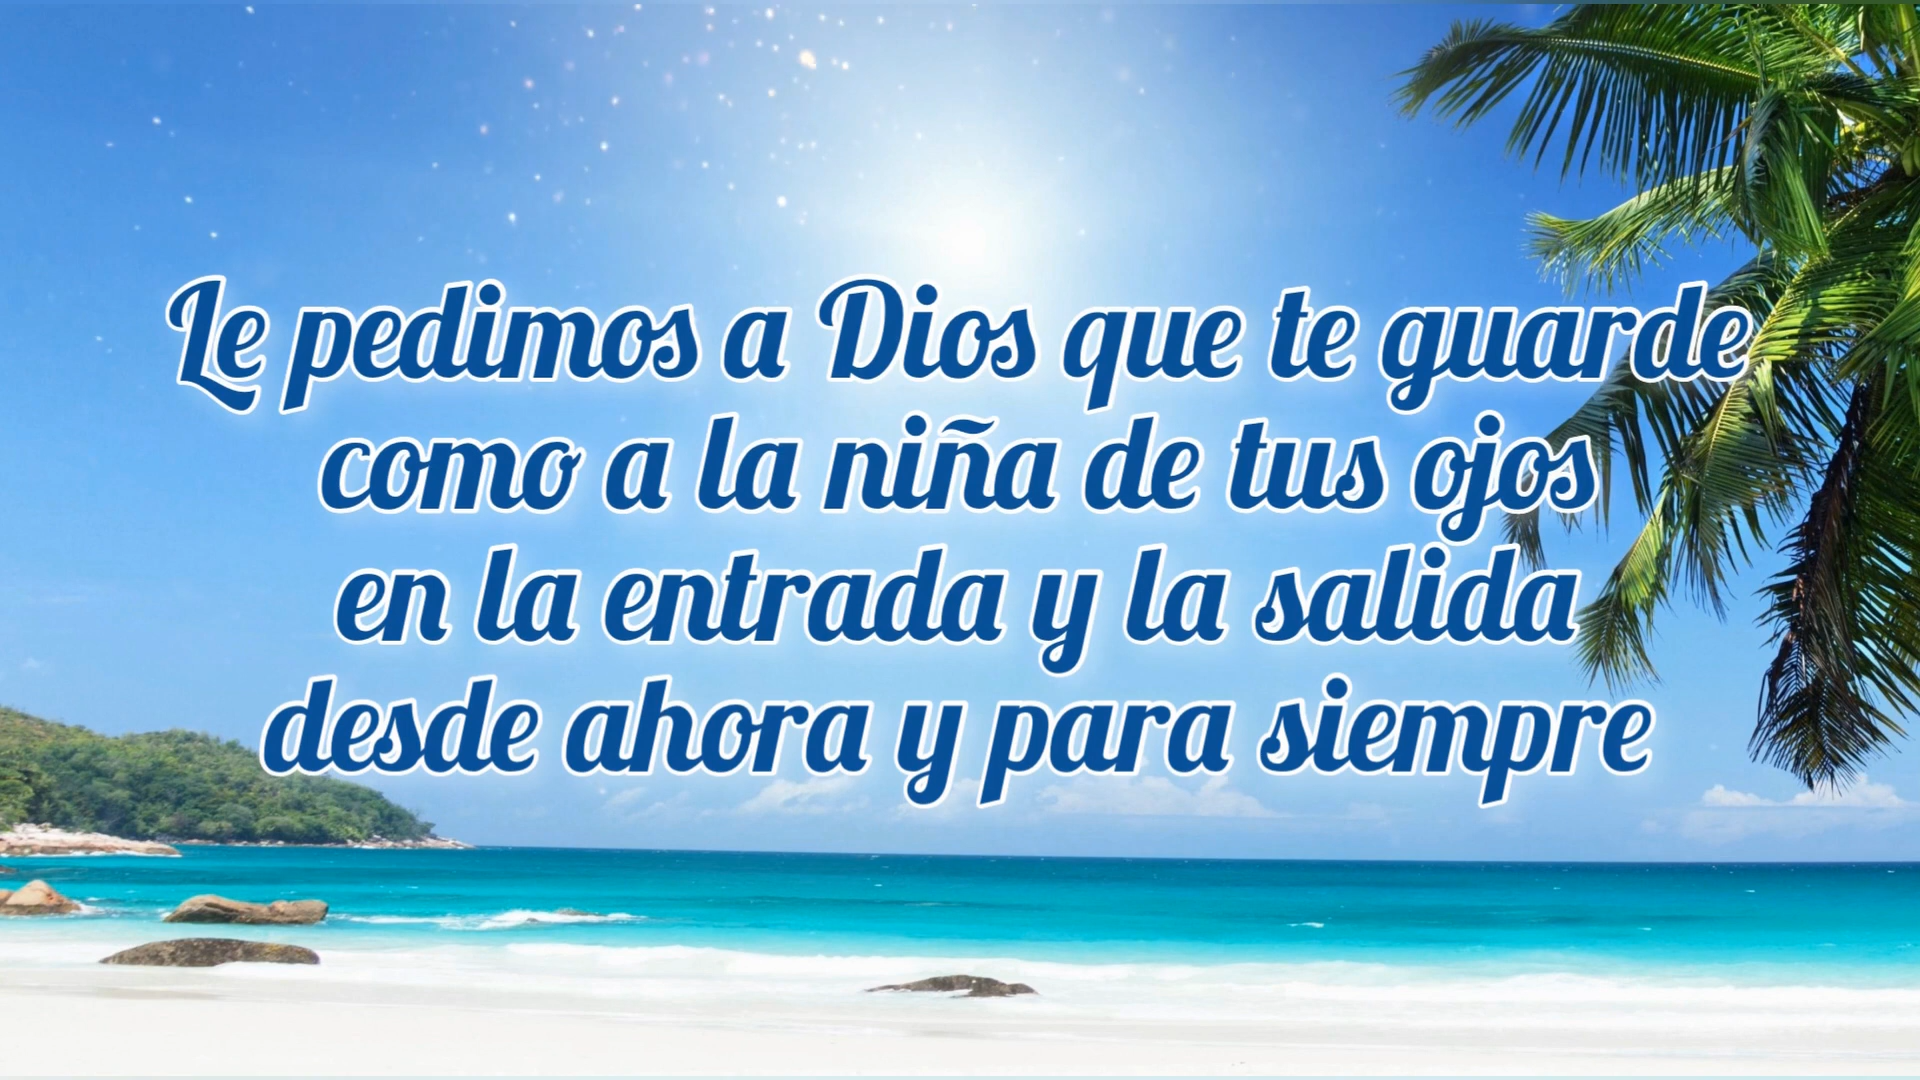 Le pedimos a Dios que te guarde
como a la niña de tus ojos
en la entrada y la salida
desde ahora y para siempre